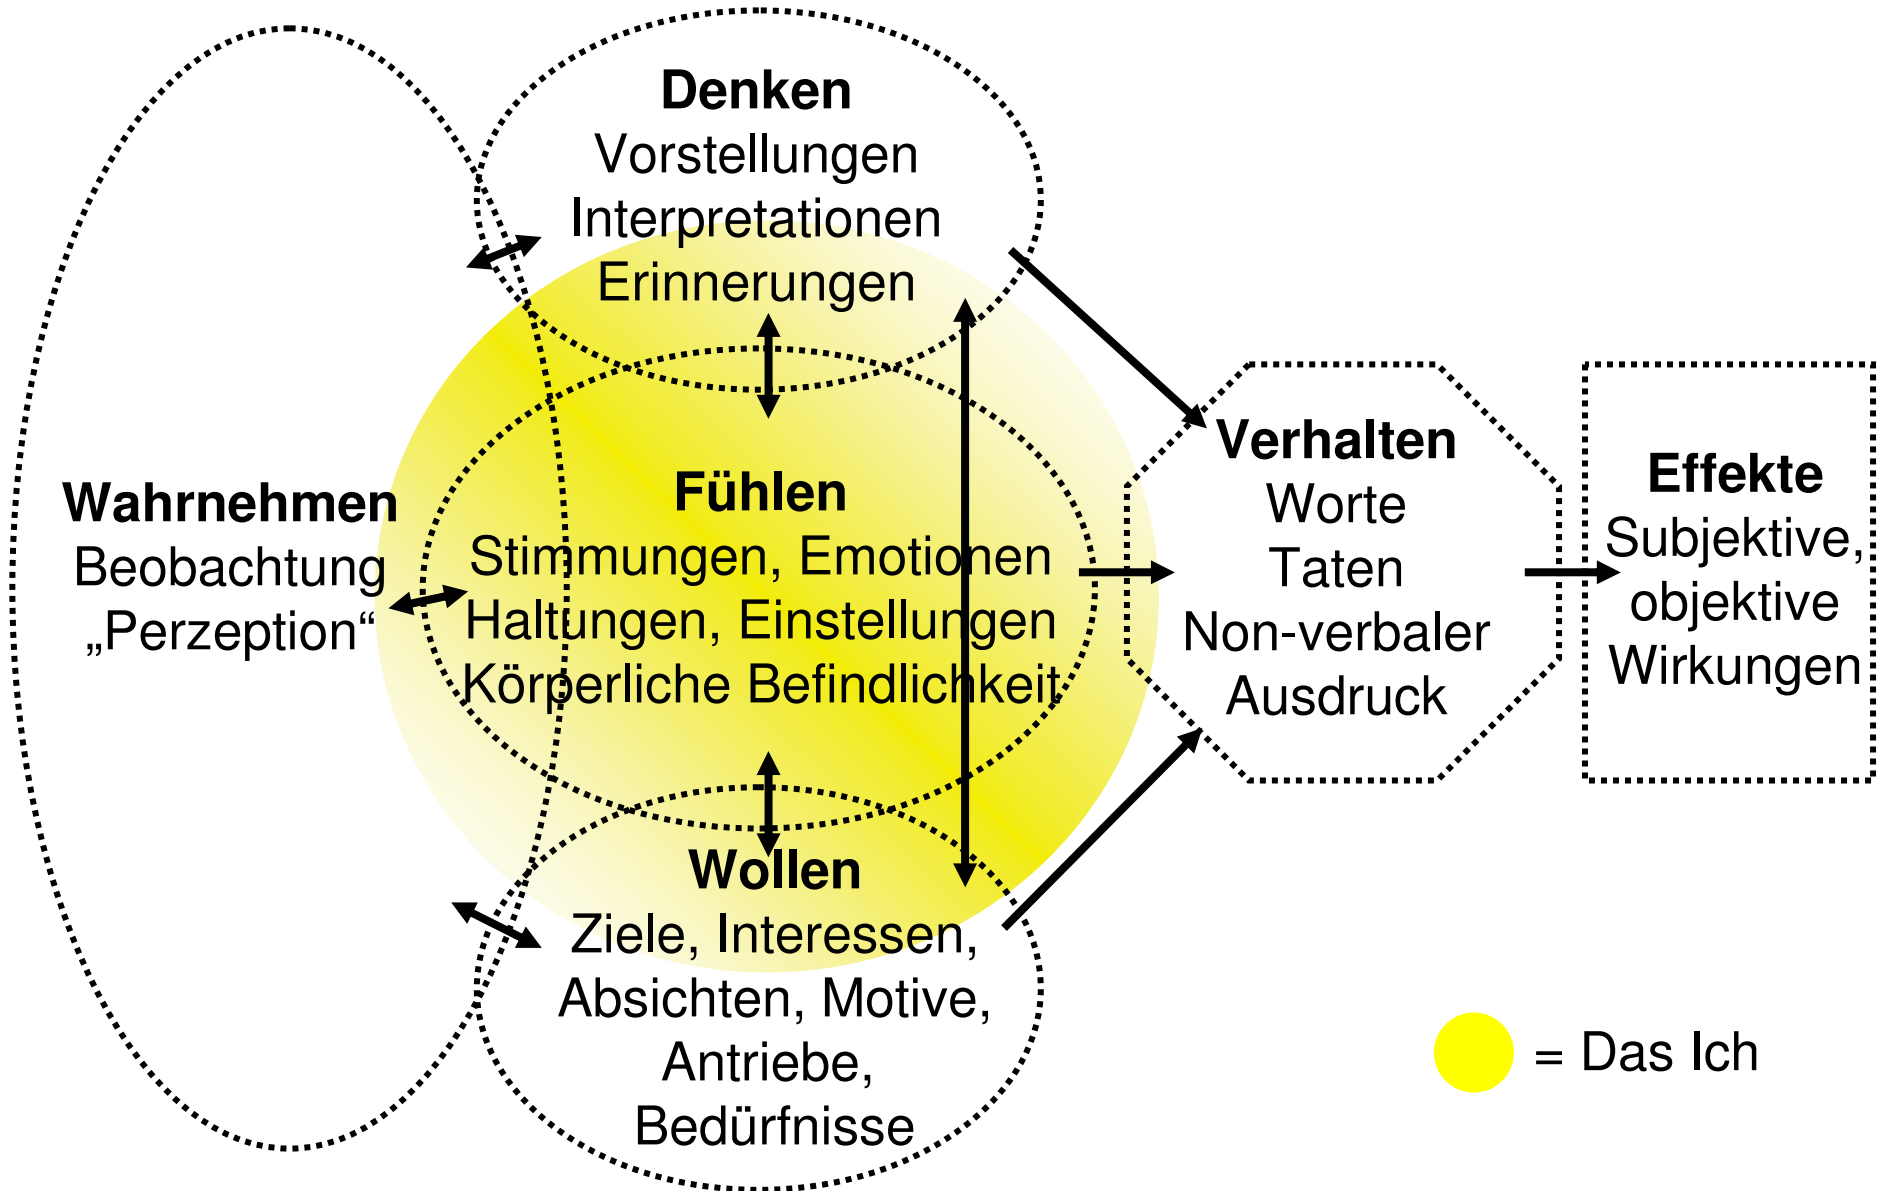 Denken
Vorstellungen
Interpretationen
Erinnerungen
Wahrnehmen
Beobachtung
„Perzeption“
Fühlen
Stimmungen, Emotionen
Haltungen, Einstellungen
Körperliche Befindlichkeit
Wollen
Ziele, Interessen,
Absichten, Motive,
Antriebe,
Bedürfnisse
Verhalten
Worte
Taten
Non-verbaler
Ausdruck
Effekte
Subjektive,
objektive
Wirkungen
= Das Ich